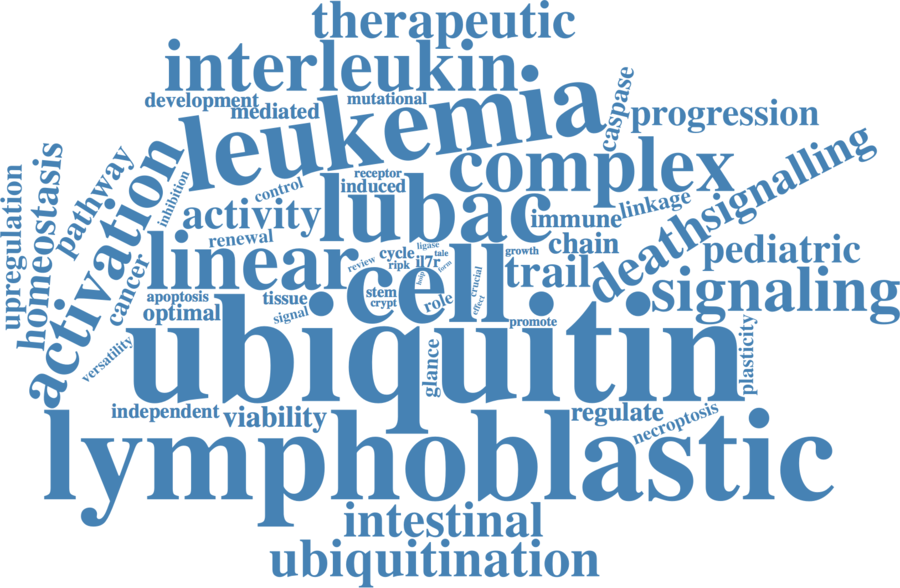 therapeutic
interleukin
development
mediated
mutational
leukemia
caspase
progression
complex
upregulation
homeostasis
pathway
activation
inhibition
control
receptor
induced
lubac
activity
immune
linkage
deathsignalling
renewal
linear
cancer
chain
pediatric
review
cycle
ligase
tale
ripk
il7r
form
help
growth
trail
cell
crucial
effect
signaling
apoptosis
optimal
tissue
signal
stem
crypt
role
promote
ubiquitin
versatility
glance
plasticity
independent
viability
regulate
necroptosis
lymphoblastic
intestinal
ubiquitination